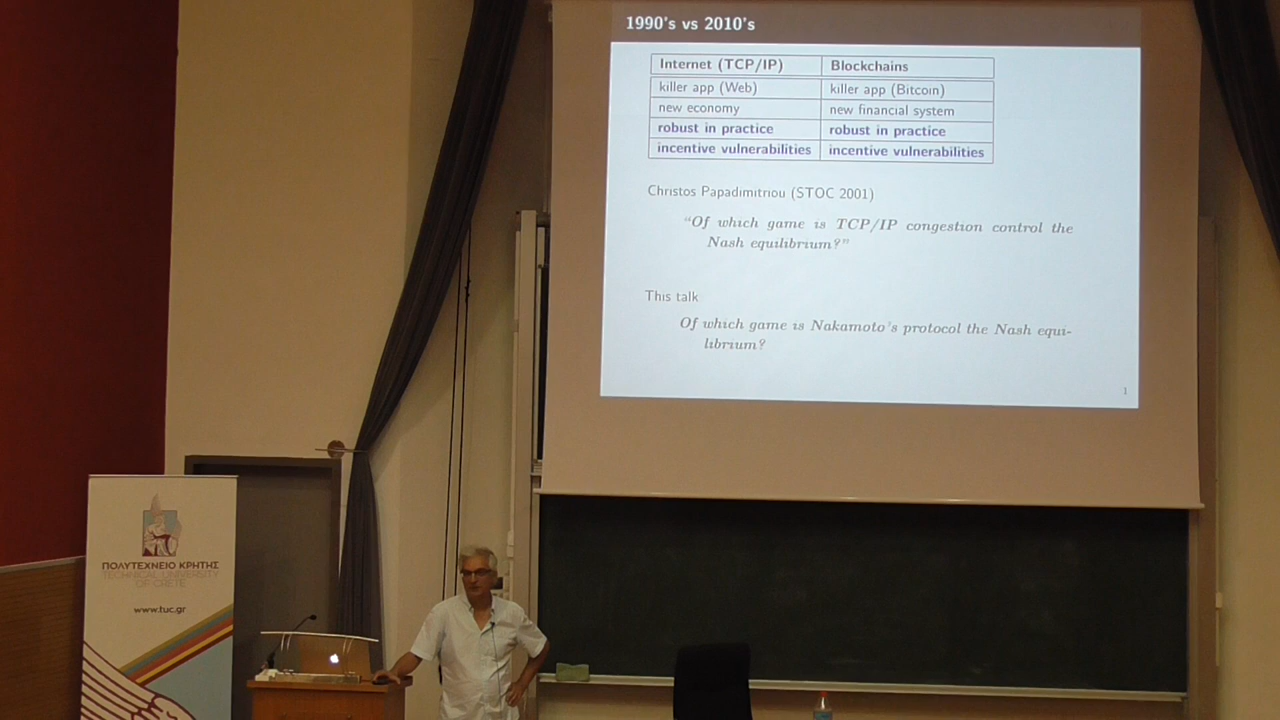 1990's vs 2010's
Internet (TCP/IP) Blockchains
killer app (Web) killer app (Bitcoin)
new economy new financial system
robust in practice robust in practice
incentive vulnerabilities incentive vulnerabilities
Christos Papadimitriou (STOC 2001)
"Of which game is TCP/IP congestion control the
Nash equilibrium?"
This talk
Of which game is Nakamoto's protocol the Nash equi-
librium?
1
ΠΟΛΥΤΕΧΝΕΙΟ ΚΡΗΤΗΣ
TECHNICAL UNIVERSITY
OF CRETE
www.tuc.gr